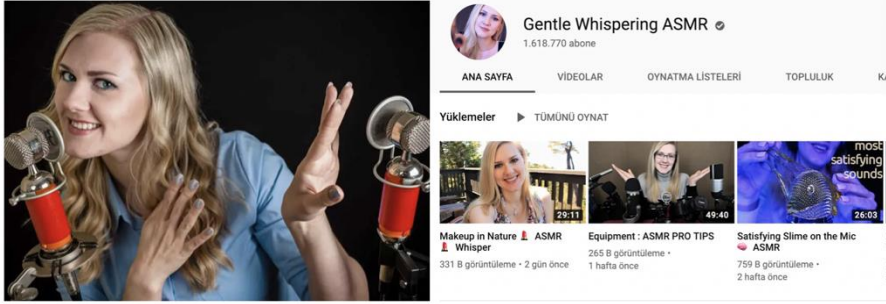 Gentle Whispering ASMR
1.618.770 abone
ANA SAYFA VİDEOLAR OYNATMA LİSTELERİ TOPLULUK
Yüklemeler TÜMÜNÜ OYNAT
most
satisfying
sounds
29:11
49:40
26:03
Makeup in Nature 💄 ASMR
💄 Whisper
331 B görüntüleme • 2 gün önce
Equipment : ASMR PRO TIPS
265 B görüntüleme •
1 hafta önce
Satisfying Slime on the Mic
🧠 ASMR
759 B görüntüleme •
2 hafta önce